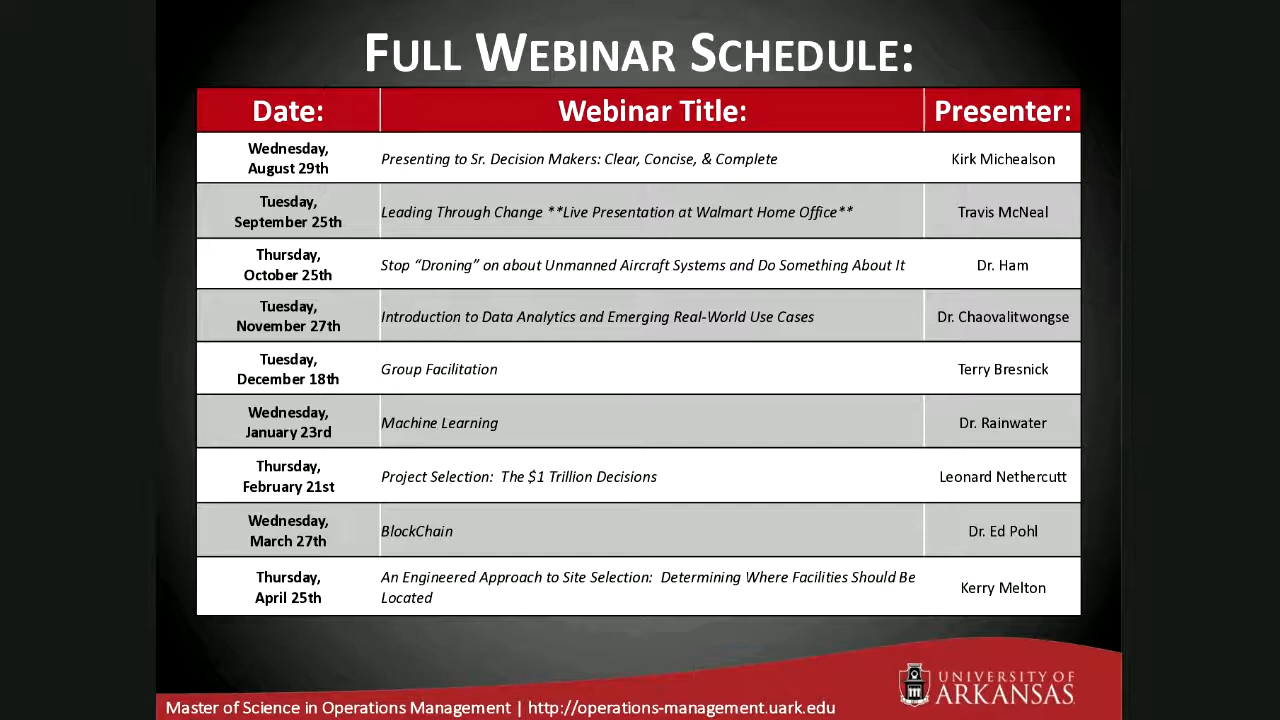 FULL WEBINAR SCHEDULE:
Date: Webinar Title: Presenter:
Wednesday,
August 29th
Presenting to Sr. Decision Makers: Clear, Concise, & Complete
Kirk Michealson
Tuesday,
September 25th
Leading Through Change **Live Presentation at Walmart Home Office**
Travis McNeal
Thursday,
October 25th
Stop “Droning” on about Unmanned Aircraft Systems and Do Something About It
Dr. Ham
Tuesday,
November 27th
Introduction to Data Analytics and Emerging Real-World Use Cases
Dr. Chaovalitwongse
Tuesday,
December 18th
Group Facilitation
Terry Bresnick
Wednesday,
January 23rd
Machine Learning
Dr. Rainwater
Thursday,
February 21st
Project Selection: The $1 Trillion Decisions
Leonard Nethercutt
Wednesday,
March 27th
BlockChain
Dr. Ed Pohl
Thursday,
April 25th
An Engineered Approach to Site Selection: Determining Where Facilities Should Be
Located
Kerry Melton
UNIVERSITY OF
ARKANSAS
Master of Science in Operations Management | http://operations-management.uark.edu